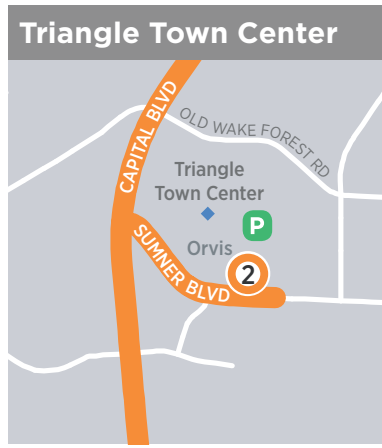 Triangle Town Center
CAPITAL BLVD
OLD WAKE FOREST RD
Triangle
Town Center
P
Orvis
2
SUMNER BLVD